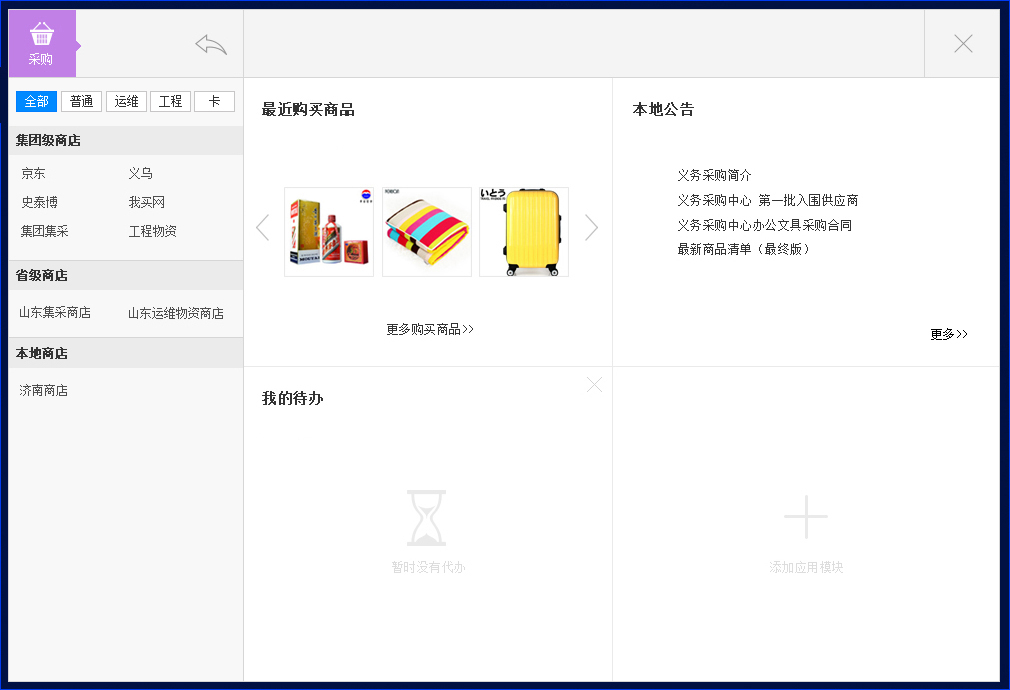 采购
全部 普通 运维 工程 卡
集团级商店
京东 义乌
史泰博 我买网
集团集采 工程物资
省级商店
山东集采商店 山东运维物资商店
本地商店
济南商店
最近购买商品
いとう
更多购买商品>>
本地公告
义务采购简介
义务采购中心 第一批入围供应商
义务采购中心办公文具采购合同
最新商品清单（最终版）
更多>>
我的待办
暂时没有代办
添加应用模块